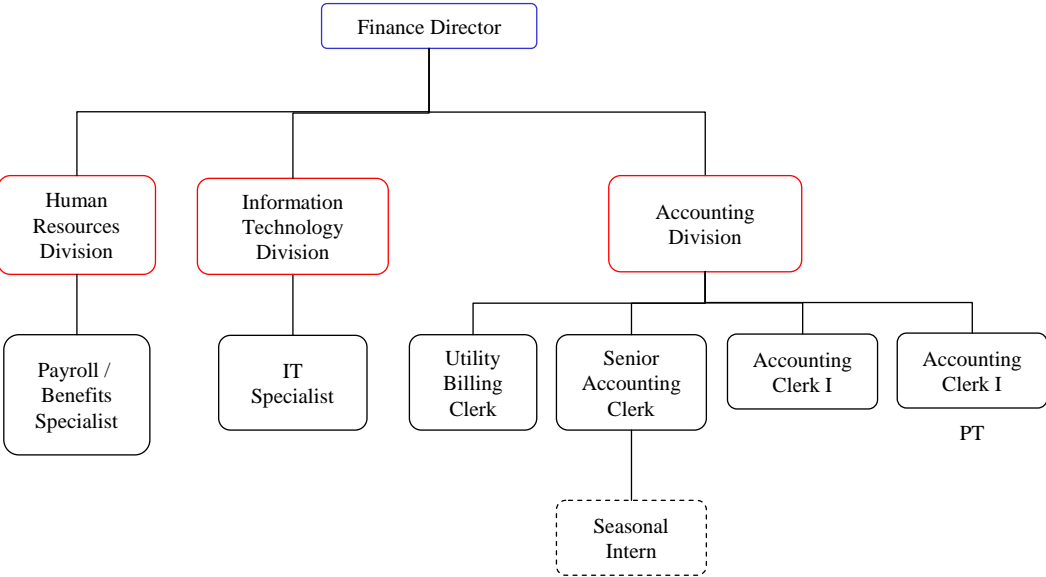 Finance Director
Human
Resources
Division
Information
Technology
Division
Accounting
Division
Payroll /
Benefits
Specialist
IT
Specialist
Utility
Billing
Clerk
Senior
Accounting
Clerk
Accounting
Clerk I
Accounting
Clerk I
PT
Seasonal
Intern